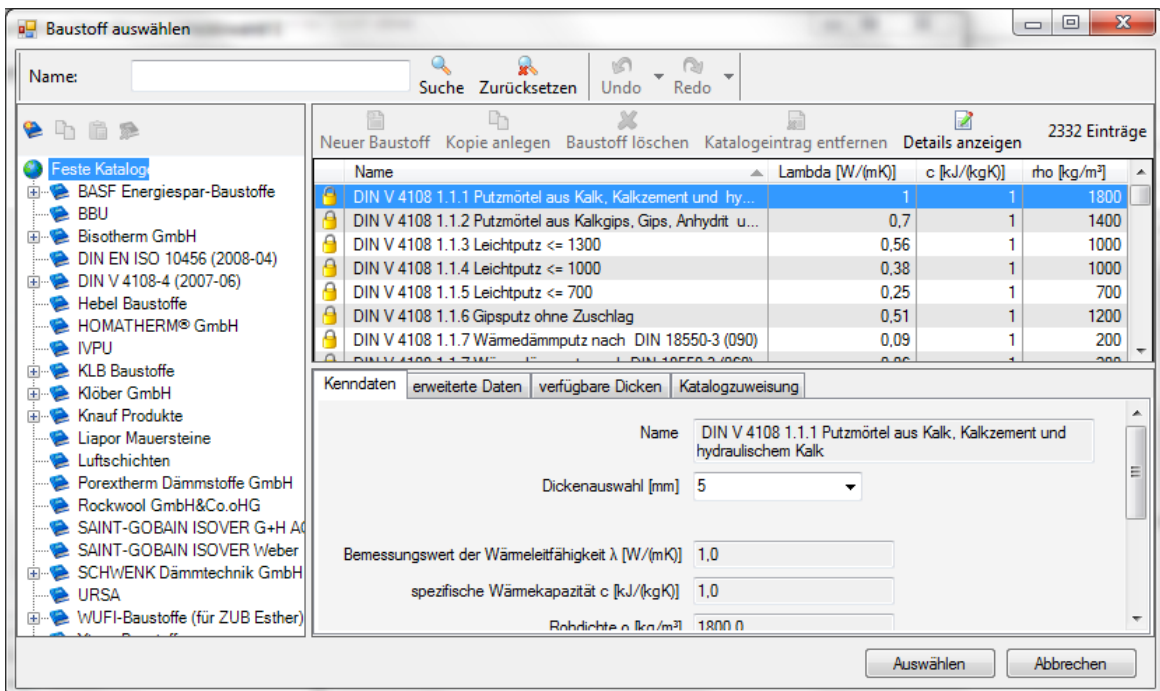 Baustoff auswählen
Name:
Suche Zurücksetzen Undo Redo
Neuer Baustoff Kopie anlegen Baustoff löschen Katalogeintrag entfernen Details anzeigen 2332 Einträge
Feste Kataloge
BASF Energiespar-Baustoffe
BBU
Bisotherm GmbH
DIN EN ISO 10456 (2008-04)
DIN V 4108-4 (2007-06)
Hebel Baustoffe
HOMATHERM® GmbH
IVPU
KLB Baustoffe
Klöber GmbH
Knauf Produkte
Liapor Mauersteine
Luftschichten
Porextherm Dämmstoffe GmbH
Rockwool GmbH&Co.oHG
SAINT-GOBAIN ISOVER G+H AG
SAINT-GOBAIN ISOVER Weber
SCHWENK Dämmtechnik GmbH
URSA
WUFI-Baustoffe (für ZUB Esther)
Name Lambda [W/(mK)] c [kJ/(kgK)] rho [kg/m³]
DIN V 4108 1.1.1 Putzmörtel aus Kalk, Kalkzement und hy... 1 1 1800
DIN V 4108 1.1.2 Putzmörtel aus Kalkgips, Gips, Anhydrit u... 0,7 1 1400
DIN V 4108 1.1.3 Leichtputz <= 1300 0,56 1 1000
DIN V 4108 1.1.4 Leichtputz <= 1000 0,38 1 1000
DIN V 4108 1.1.5 Leichtputz <= 700 0,25 1 700
DIN V 4108 1.1.6 Gipsputz ohne Zuschlag 0,51 1 1200
DIN V 4108 1.1.7 Wärmedämmputz nach DIN 18550-3 (090) 0,09 1 200
Kenndaten erweiterte Daten verfügbare Dicken Katalogzuweisung
Name DIN V 4108 1.1.1 Putzmörtel aus Kalk, Kalkzement und
hydraulischem Kalk
Dickenauswahl [mm] 5
Bemessungswert der Wärmeleitfähigkeit λ [W/(mK)] 1,0
spezifische Wärmekapazität c [kJ/(kgK)] 1,0
Rohdichte ρ [kg/m³] 1800,0
Auswählen Abbrechen